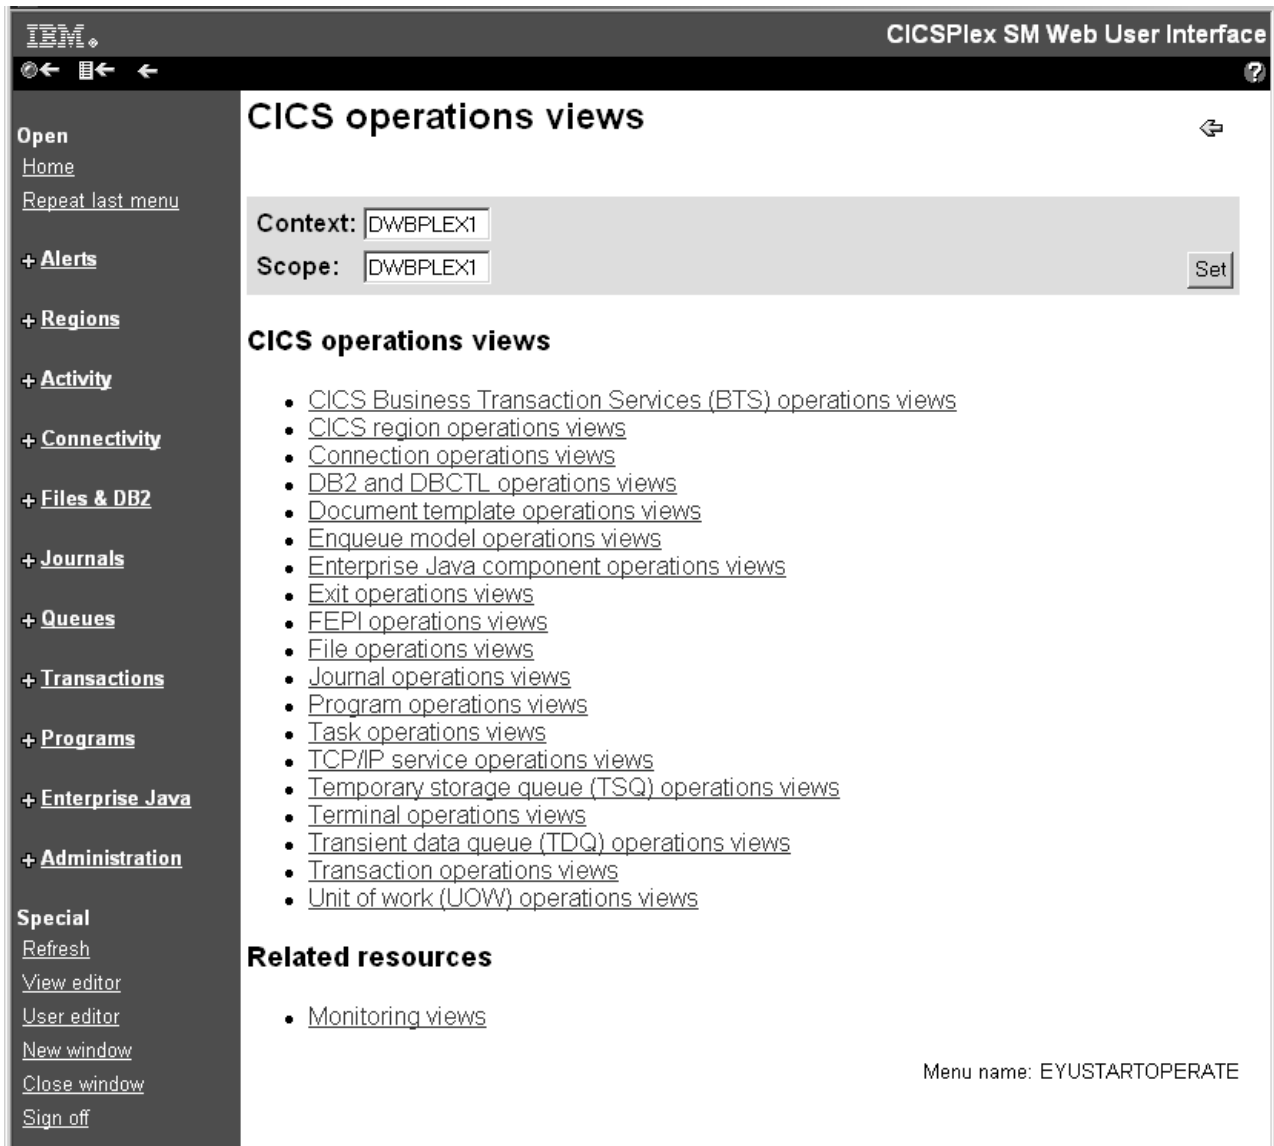 IBM.
CICSPlex SM Web User Interface
?
Open
Home
Repeat last menu
+ Alerts
+ Regions
+ Activity
+ Connectivity
+ Files & DB2
+ Journals
+ Queues
+ Transactions
+ Programs
+ Enterprise Java
+ Administration
Special
Refresh
View editor
User editor
New window
Close window
Sign off
CICS operations views
Context: DWBPLEX1
Scope: DWBPLEX1
Set
CICS operations views
• CICS Business Transaction Services (BTS) operations views
• CICS region operations views
• Connection operations views
• DB2 and DBCTL operations views
• Document template operations views
• Enqueue model operations views
• Enterprise Java component operations views
• Exit operations views
• FEPI operations views
• File operations views
• Journal operations views
• Program operations views
• Task operations views
• TCP/IP service operations views
• Temporary storage queue (TSQ) operations views
• Terminal operations views
• Transient data queue (TDQ) operations views
• Transaction operations views
• Unit of work (UOW) operations views
Related resources
• Monitoring views
Menu name: EYUSTARTOPERATE